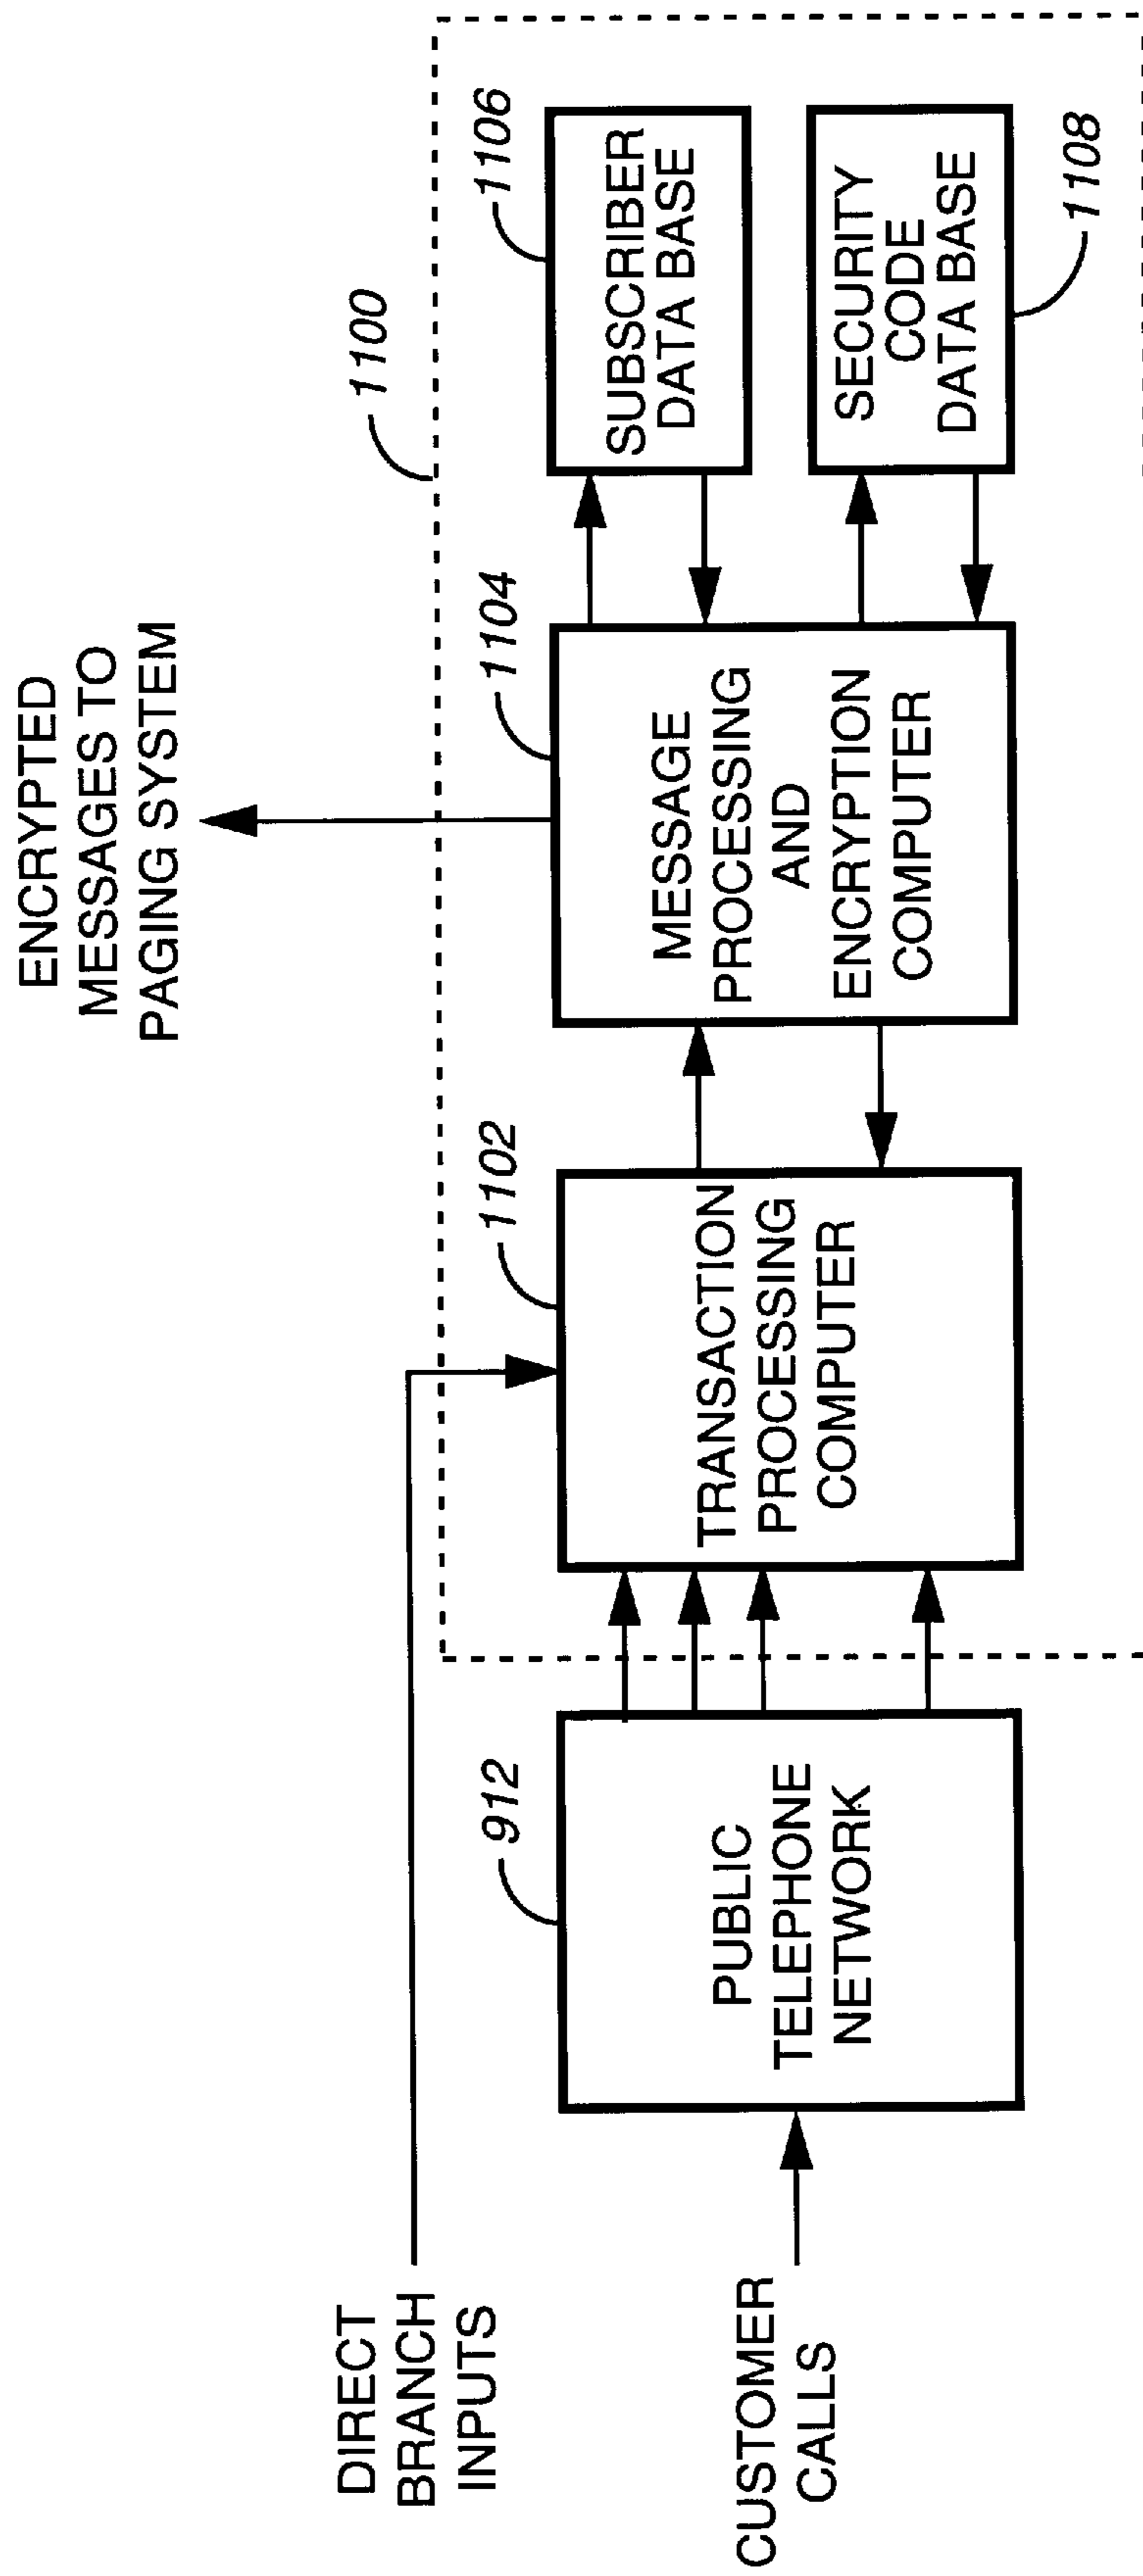 ENCRYPTED
MESSAGES TO
PAGING SYSTEM
1100
DIRECT
BRANCH
INPUTS
CUSTOMER
CALLS
912
PUBLIC
TELEPHONE
NETWORK
1102
TRANSACTION
PROCESSING
COMPUTER
1104
MESSAGE
PROCESSING
AND
ENCRYPTION
COMPUTER
1106
SUBSCRIBER
DATA BASE
SECURITY
CODE
DATA BASE
1108